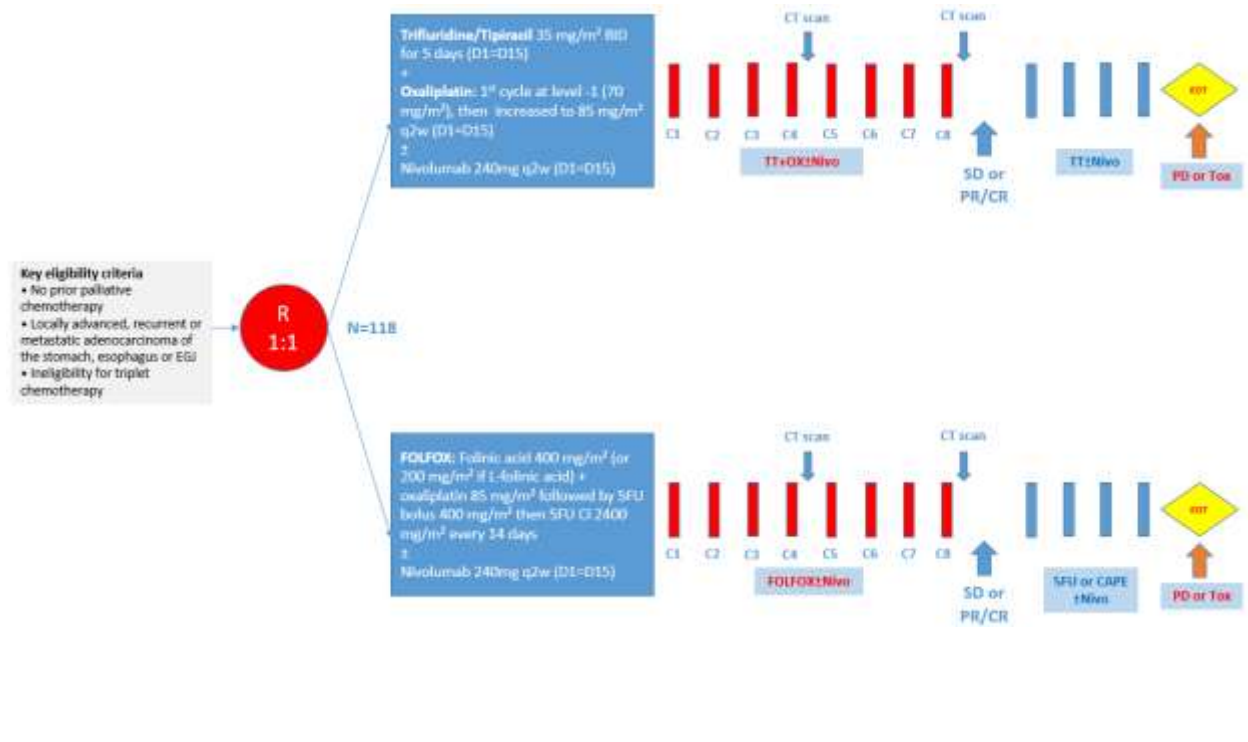 Key eligibility criteria
• No prior palliative
chemotherapy
• Locally advanced, recurrent or
metastatic adenocarcinoma of
the stomach, esophagus or EGJ
• Ineligibility for triplet
chemotherapy
R
1:1
N=118
Trifluridine/Tipiracil 35 mg/m² BID
for 5 days (D1=D15)
+
Oxaliplatin: 1st cycle at level -1 (70
mg/m²), then increased to 85 mg/m²
q2w (D1=D15)
±
Nivolumab 240mg q2w (D1=D15)
CT scan
CT scan
C1 C2 C3 C4 C5 C6 C7 C8
TT+OX±Nivo
SD or
PR/CR
TT±Nivo
EOT
PD or Tox
FOLFOX: Folinic acid 400 mg/m² (or
200 mg/m² if L-folinic acid) +
oxaliplatin 85 mg/m² followed by 5FU
bolus 400 mg/m² then 5FU CI 2400
mg/m² every 14 days
±
Nivolumab 240mg q2w (D1=D15)
CT scan
CT scan
C1 C2 C3 C4 C5 C6 C7 C8
FOLFOX±Nivo
SD or
PR/CR
5FU or CAPE
±Nivo
EOT
PD or Tox